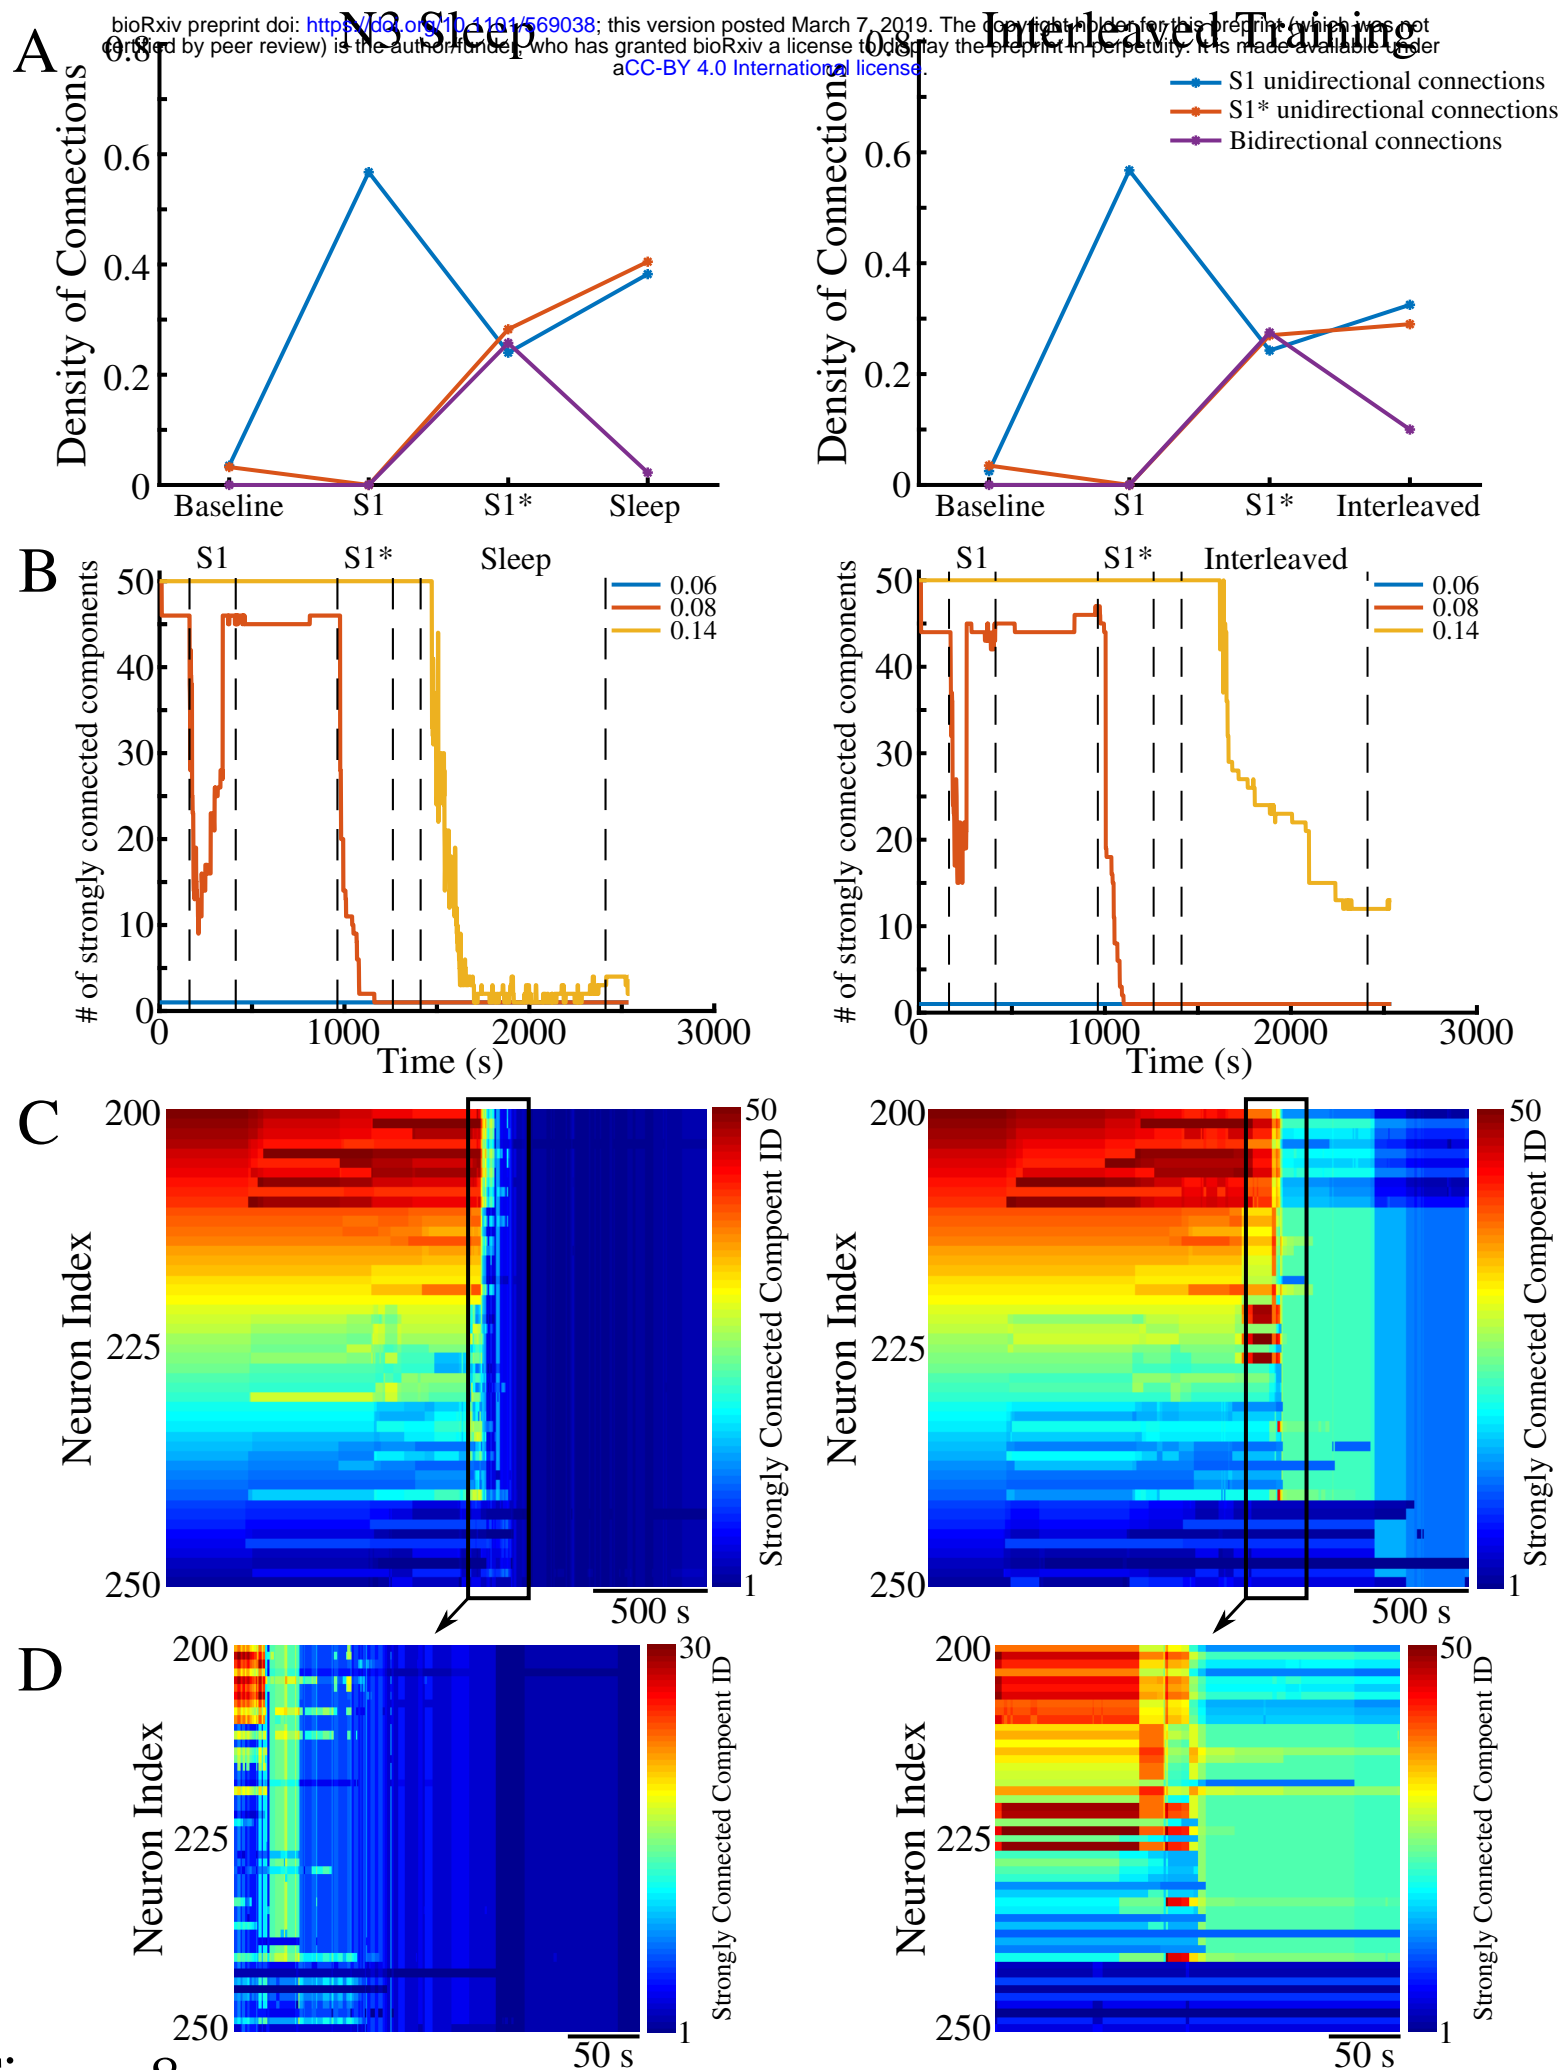 bioRxiv preprint doi: https://doi.org/10.1101/569038; this version posted March 7, 2019. The copyright holder for this preprint (which was not
certified by peer review) is the author/funder, who has granted bioRxiv a license to display the preprint in perpetuity. It is made available under
aCC-BY 4.0 International license.
A
N3 Sleep
Density of Connections
0.8
0.6
0.4
0.2
0
Baseline
S1
S1*
Sleep
Interleaved Training
Density of Connections
0.8
0.6
0.4
0.2
0
Baseline
S1
S1*
Interleaved
S1 unidirectional connections
S1* unidirectional connections
Bidirectional connections
B
# of strongly connected components
S1
S1*
Sleep
50
40
30
20
10
0
0.06
0.08
0.14
0
1000
2000
3000
Time (s)
# of strongly connected components
S1
S1*
Interleaved
50
40
30
20
10
0
0.06
0.08
0.14
0
1000
2000
3000
Time (s)
C
Neuron Index
200
225
250
50
1
Strongly Connected Compoent ID
500 s
Neuron Index
200
225
250
50
1
Strongly Connected Compoent ID
500 s
D
Neuron Index
200
225
250
30
1
Strongly Connected Compoent ID
50 s
Neuron Index
200
225
250
50
1
Strongly Connected Compoent ID
50 s